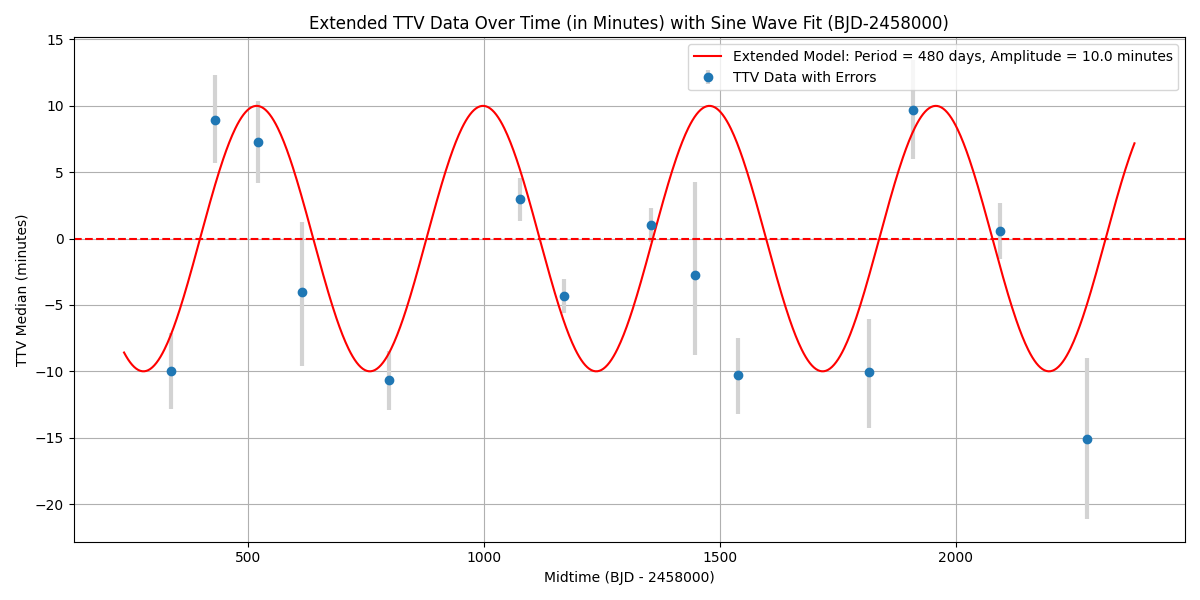 Extended TTV Data Over Time (in Minutes) with Sine Wave Fit (BJD-2458000)
Extended Model: Period = 480 days, Amplitude = 10.0 minutes
TTV Data with Errors
TTV Median (minutes)
15
10
5
0
−5
−10
−15
−20
500
1000
1500
2000
Midtime (BJD - 2458000)